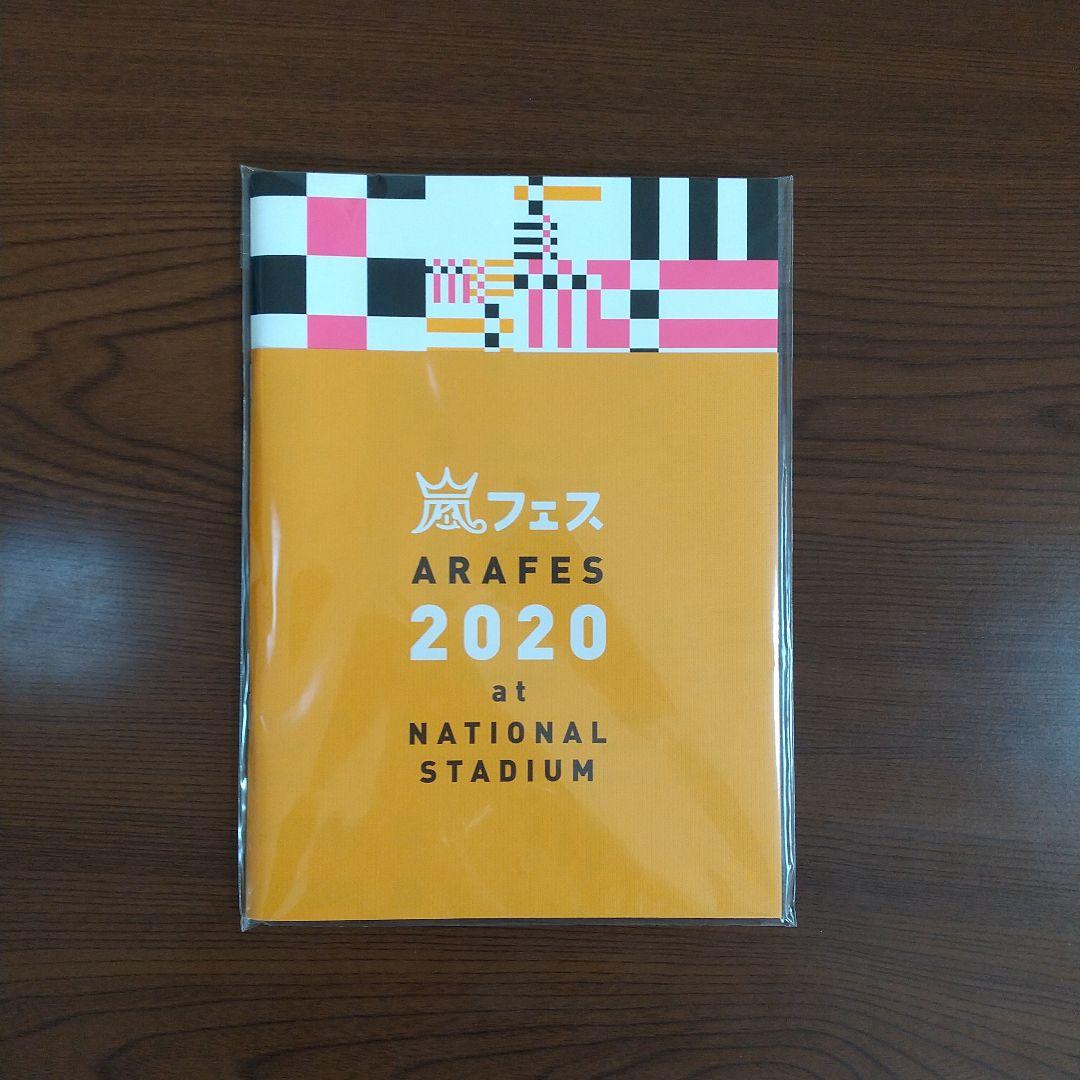 嵐フェス
ARAFES
2020
at
NATIONAL
STADIUM